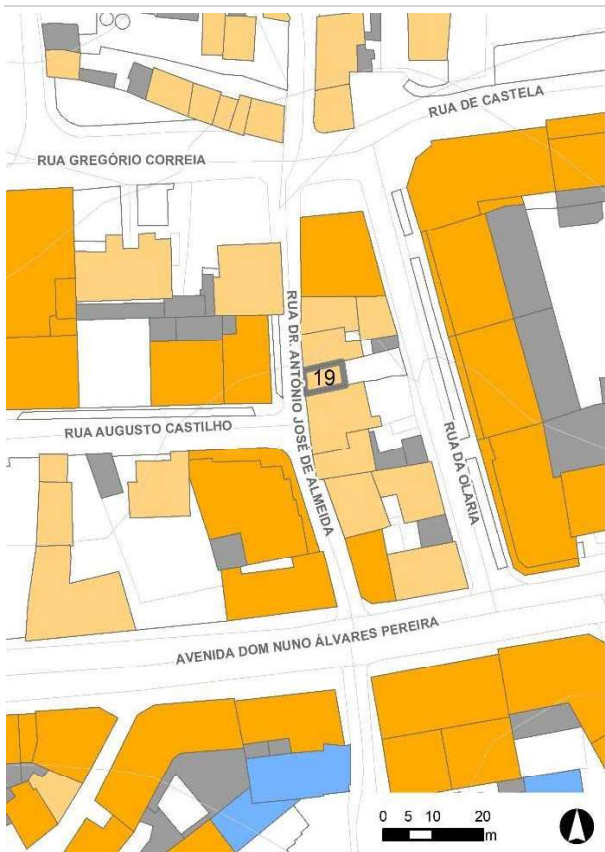 RUA DE CASTELA
RUA GREGÓRIO CORREIA
RUA DR. ANTÓNIO JOSÉ DE ALMEIDA
19
RUA AUGUSTO CASTILHO
RUA DA OLARIA
AVENIDA DOM NUNO ÁLVARES PEREIRA
0 5 10 20
m